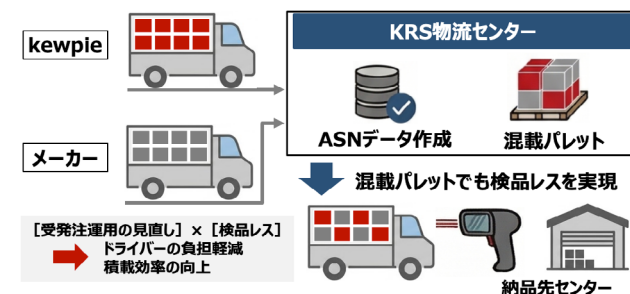 kewpie
メーカー
KRS物流センター
ASNデータ作成
混載パレット
混載パレットでも検品レスを実現
[受発注運用の見直し]×[検品レス]
ドライバーの負担軽減
積載効率の向上
納品先センター